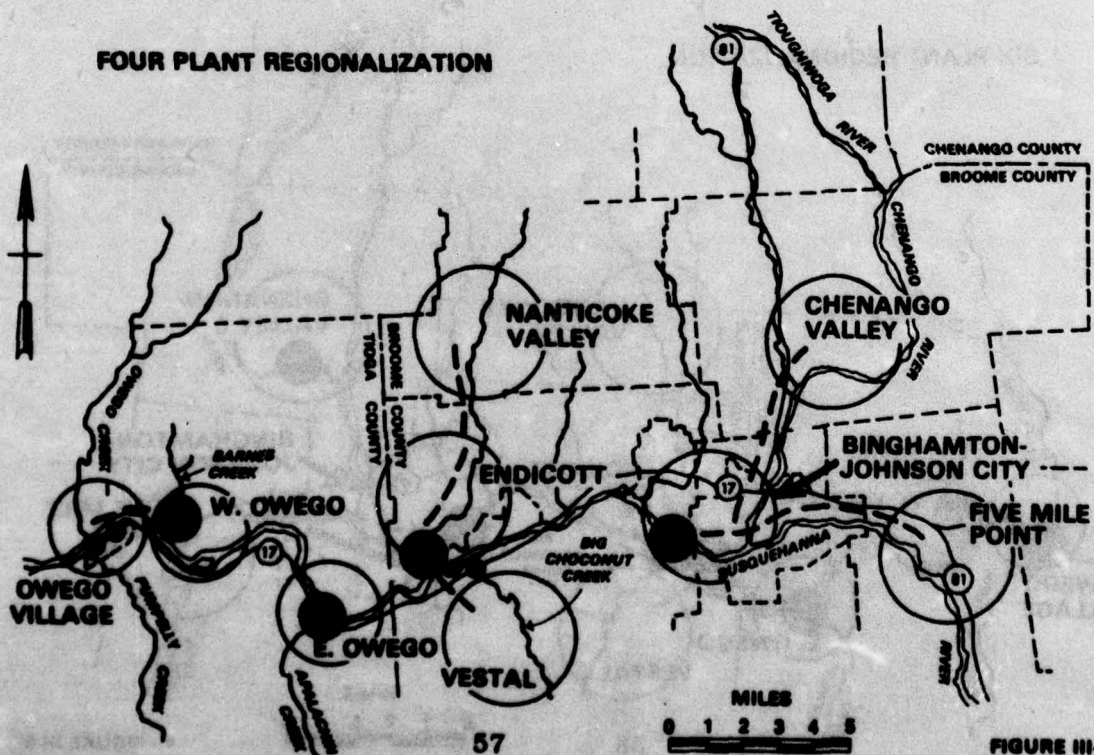 FOUR PLANT REGIONALIZATION
81
TIOUGHNIOGA
RIVER
CHENANGO COUNTY
BROOME COUNTY
CHENANGO
RIVER
NANTICOKE
VALLEY
CHENANGO
VALLEY
BROOME
TIOGA
COUNTY
COUNTY
OWEGO
CREEK
BARNES
CREEK
W. OWEGO
ENDICOTT
17
BINGHAMTON-
JOHNSON CITY
FIVE MILE
POINT
BIG
CHOCONUT
CREEK
SUSQUEHANNA
81
RIVER
OWEGO
VILLAGE
17
E. OWEGO
VESTAL
CREEK
APALACHIN
CREEK
MILES
0 1 2 3 4 5
57
FIGURE III